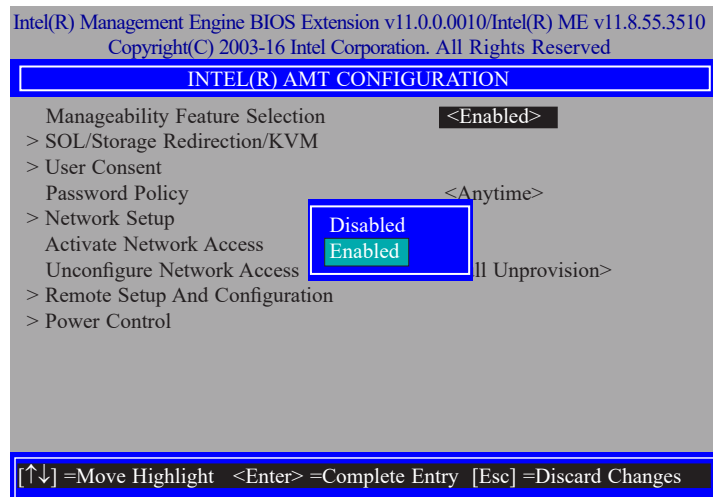 Intel(R) Management Engine BIOS Extension v11.0.0.0010/Intel(R) ME v11.8.55.3510
Copyright(C) 2003-16 Intel Corporation. All Rights Reserved
INTEL(R) AMT CONFIGURATION
Manageability Feature Selection <Enabled>
> SOL/Storage Redirection/KVM
> User Consent
Password Policy <Anytime>
> Network Setup
Disabled
Activate Network Access
Enabled
Unconfigure Network Access ll Unprovision>
> Remote Setup And Configuration
> Power Control
[↑↓] =Move Highlight <Enter> =Complete Entry [Esc] =Discard Changes